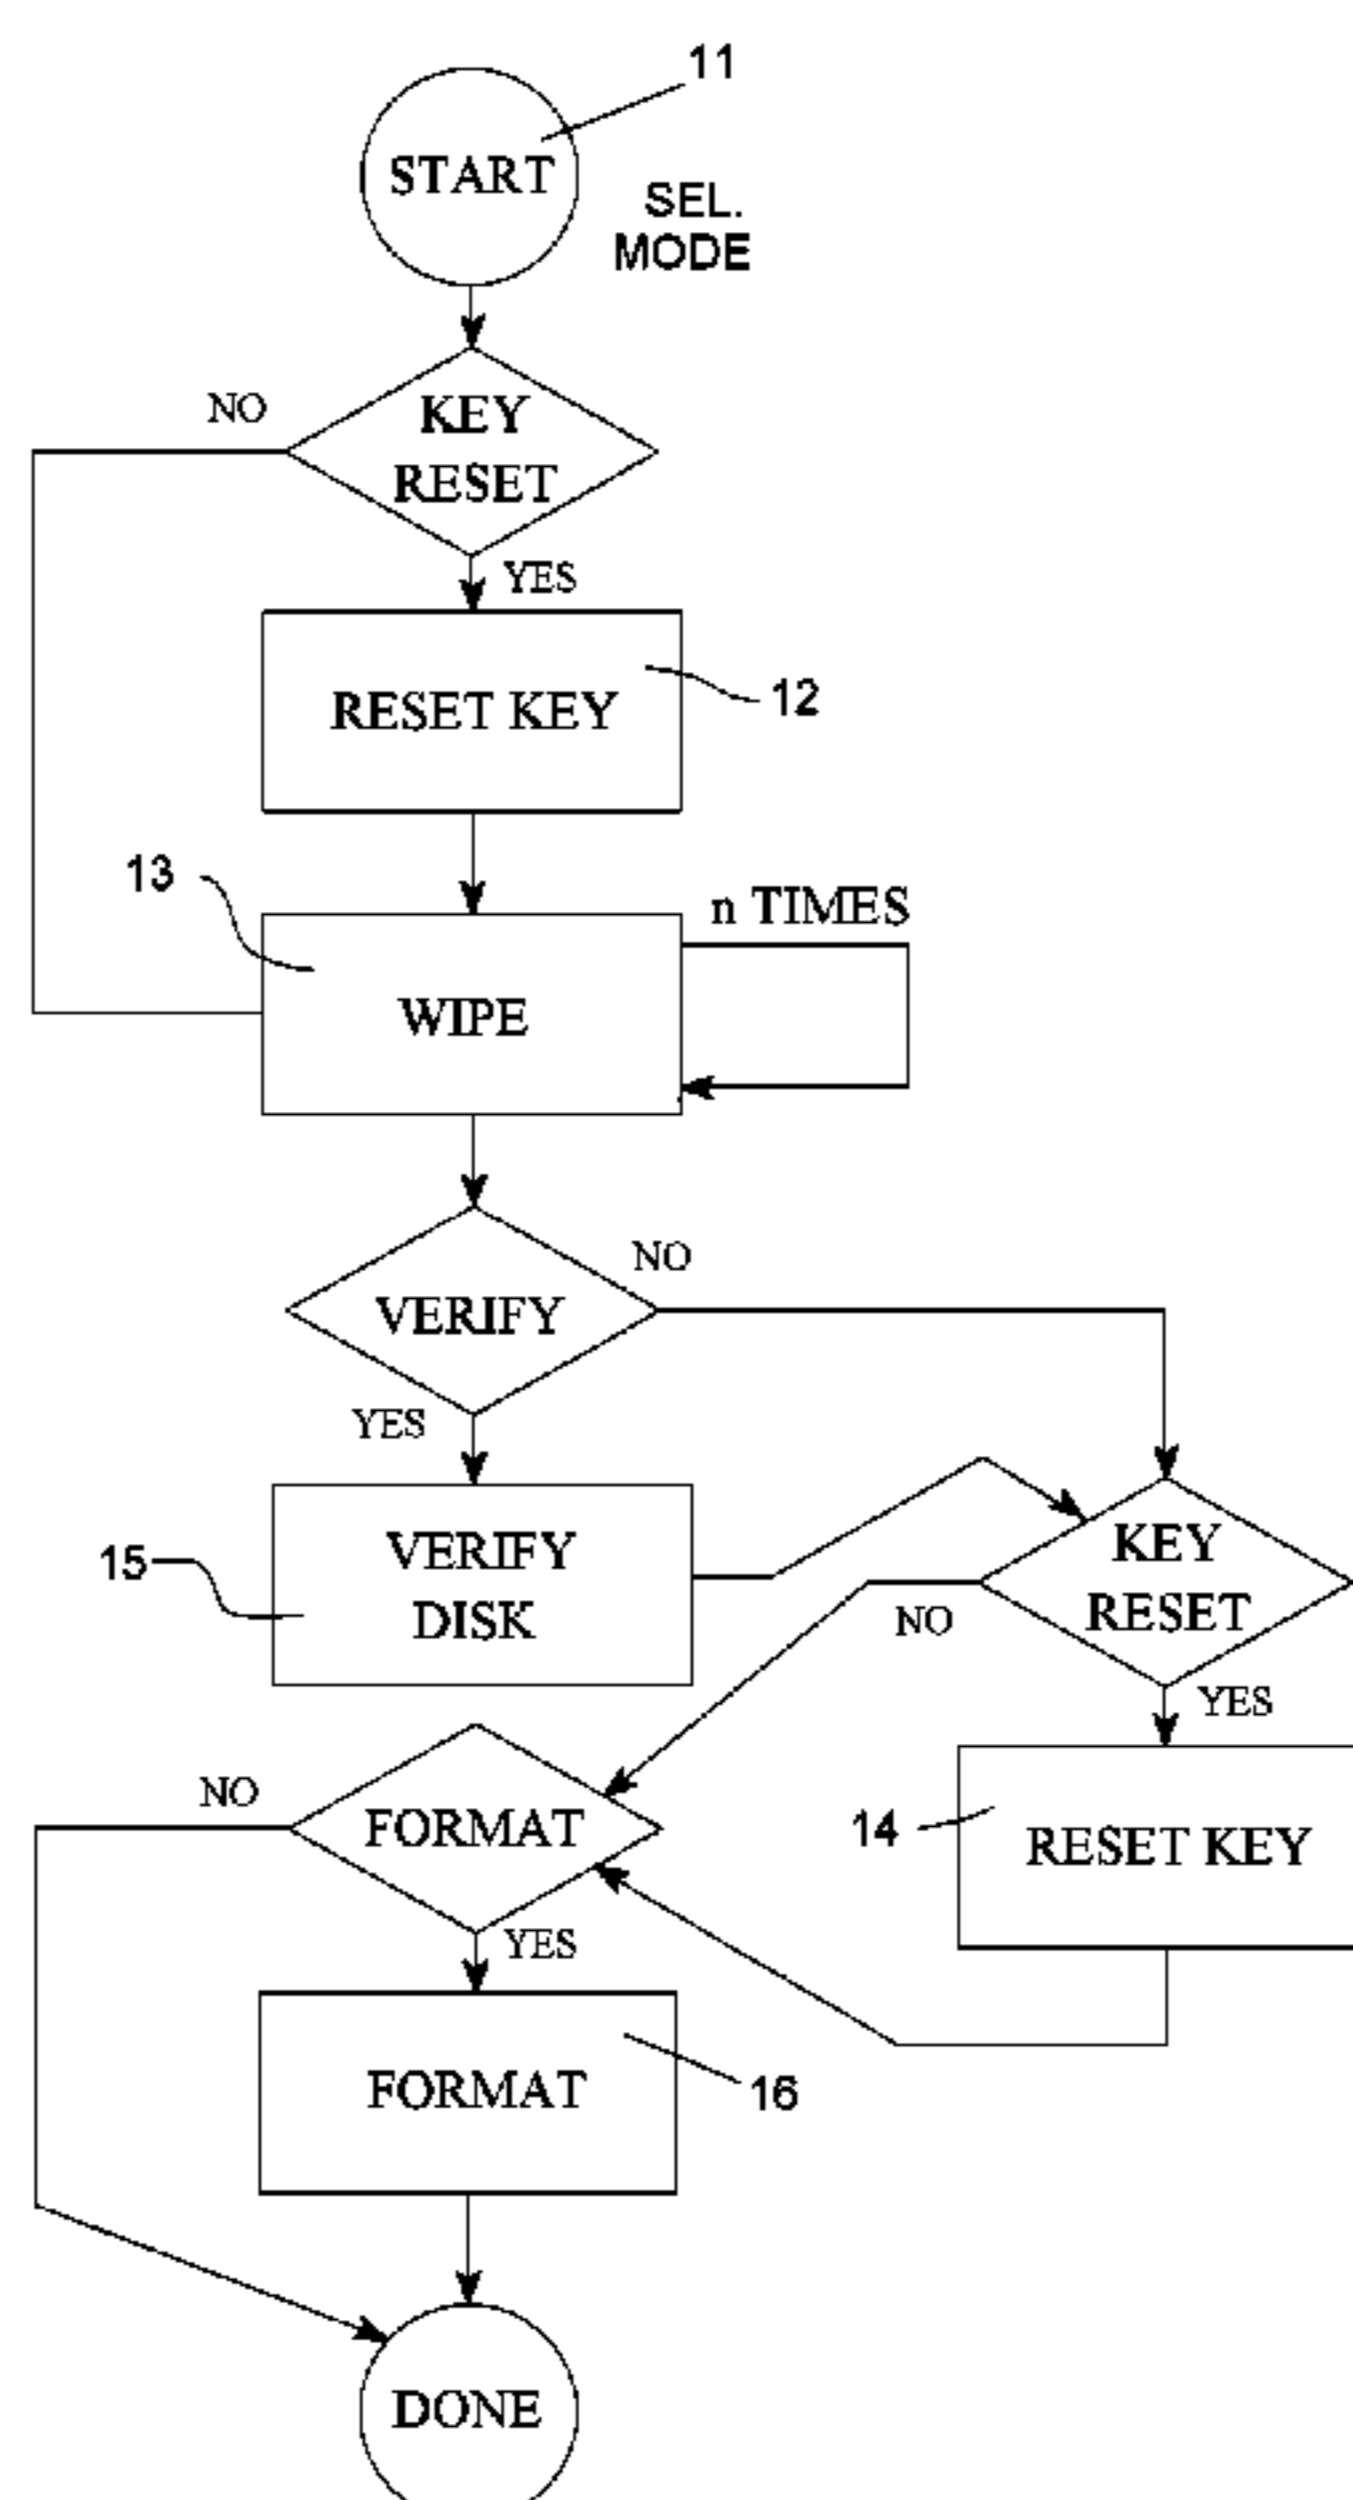 11
START
SEL.
MODE
NO
KEY
RESET
YES
RESET KEY
12
13
n TIMES
WIPE
NO
VERIFY
YES
VERIFY
DISK
15
KEY
RESET
NO
YES
NO
FORMAT
14
RESET KEY
YES
FORMAT
16
DONE